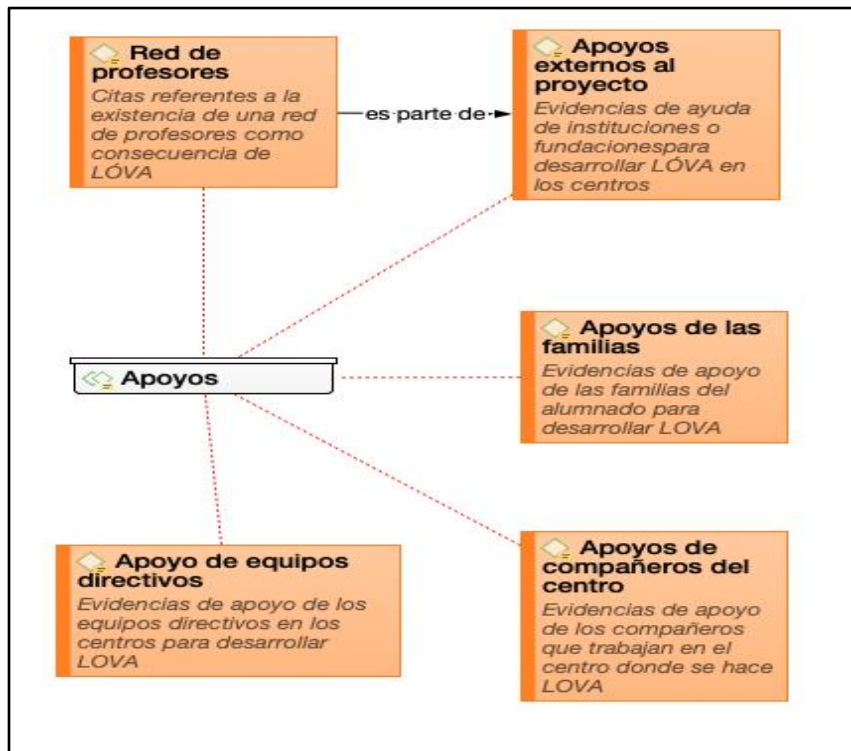 Red de
profesores
Citas referentes a la
existencia de una red
de profesores como
consecuencia de
LÓVA
es parte de
Apoyos
externos al
proyecto
Evidencias de ayuda
de instituciones o
fundacionespara
desarrollar LÓVA en
los centros
Apoyos
Apoyos de las
familias
Evidencias de apoyo
de las familias del
alumnado para
desarrollar LOVA
Apoyo de equipos
directivos
Evidencias de apoyo de los
equipos directivos en los
centros para desarrollar
LOVA
Apoyos de
compañeros del
centro
Evidencias de apoyo
de los compañeros
que trabajan en el
centro donde se hace
LOVA